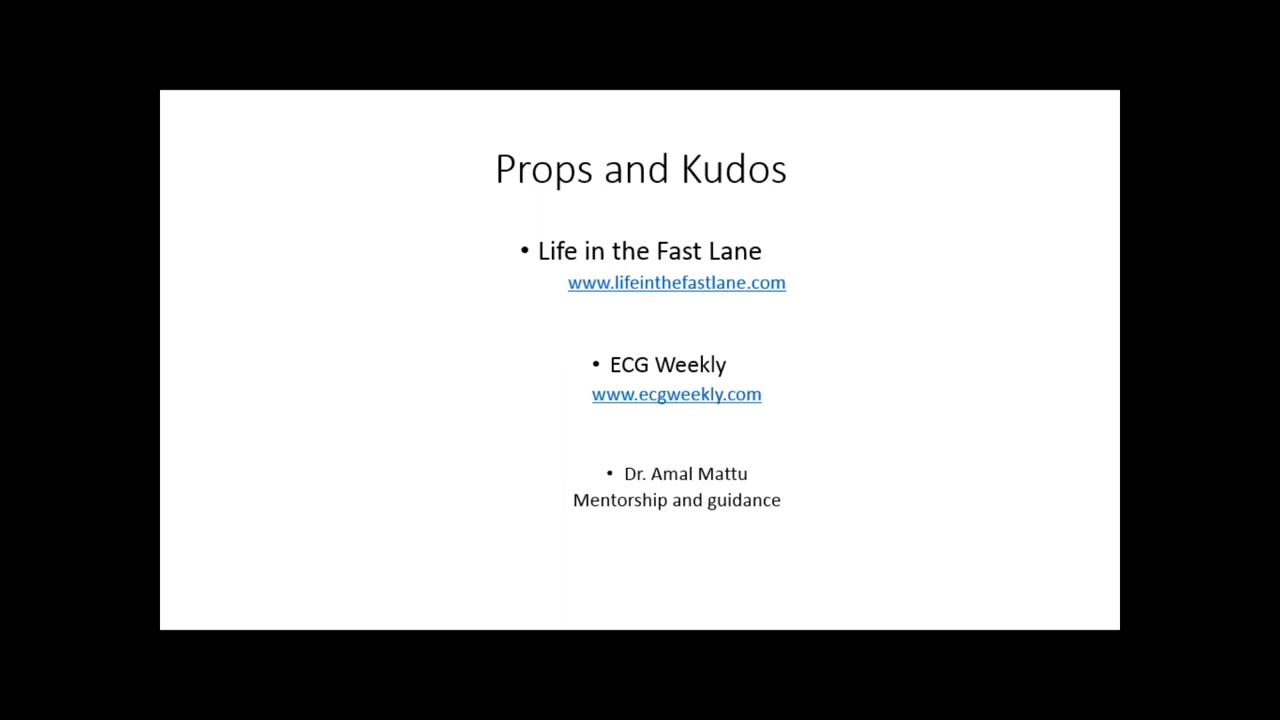 Props and Kudos
• Life in the Fast Lane
www.lifeinthefastlane.com
• ECG Weekly
www.ecgweekly.com
• Dr. Amal Mattu
Mentorship and guidance